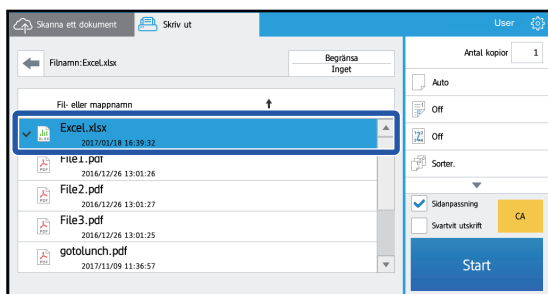 Skanna ett dokument
Skriv ut
User
Filnamn:Excel.xlsx
Begränsa
Inget
Antal kopior
1
Fil- eller mappnamn
Excel.xlsx
2017/01/18 16:39:32
File1.pdf
2016/12/26 13:01:26
File2.pdf
2016/12/26 13:01:27
File3.pdf
2016/12/26 13:01:25
gotolunch.pdf
2017/11/09 11:36:57
Auto
Off
Off
Sorter.
Sidanpassning
Svartvit utskrift
CA
Start